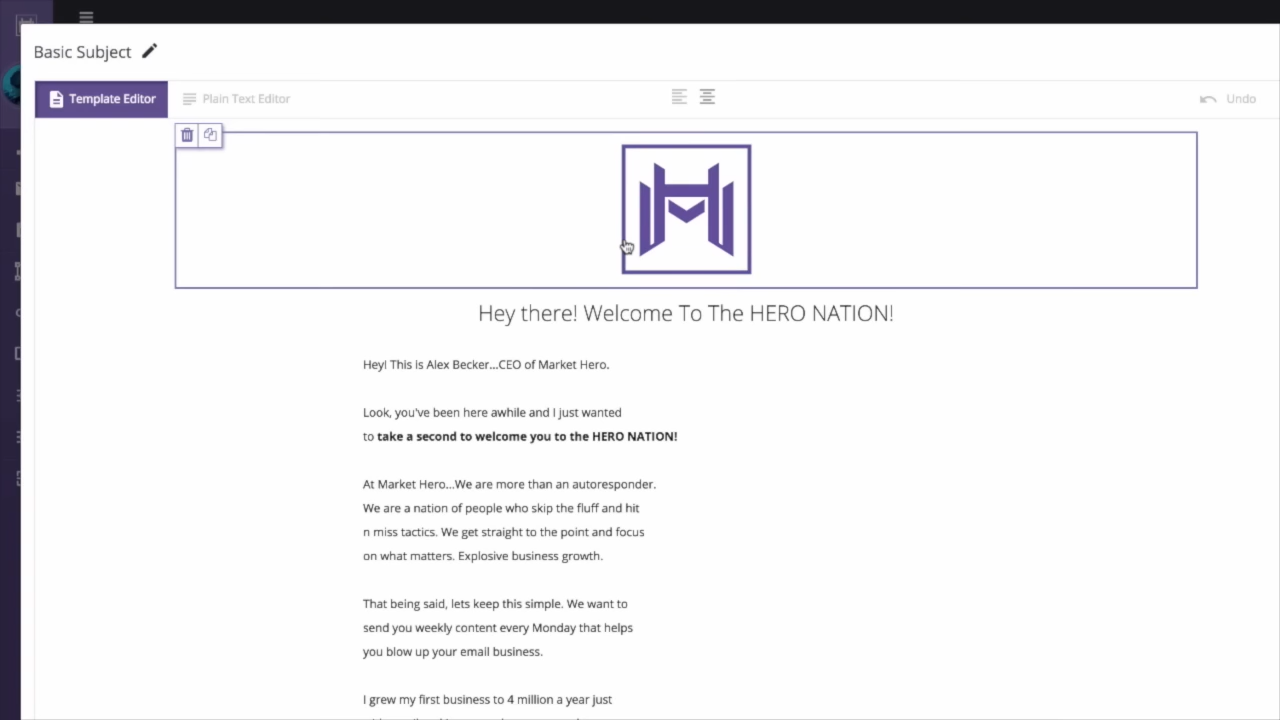 Basic Subject
Template Editor
Plain Text Editor
Undo
Hey there! Welcome To The HERO NATION!
Hey! This is Alex Becker...CEO of Market Hero.
Look, you've been here awhile and I just wanted
to take a second to welcome you to the HERO NATION!
At Market Hero...We are more than an autoresponder.
We are a nation of people who skip the fluff and hit
n miss tactics. We get straight to the point and focus
on what matters. Explosive business growth.
That being said, lets keep this simple. We want to
send you weekly content every Monday that helps
you blow up your email business.
I grew my first business to 4 million a year just